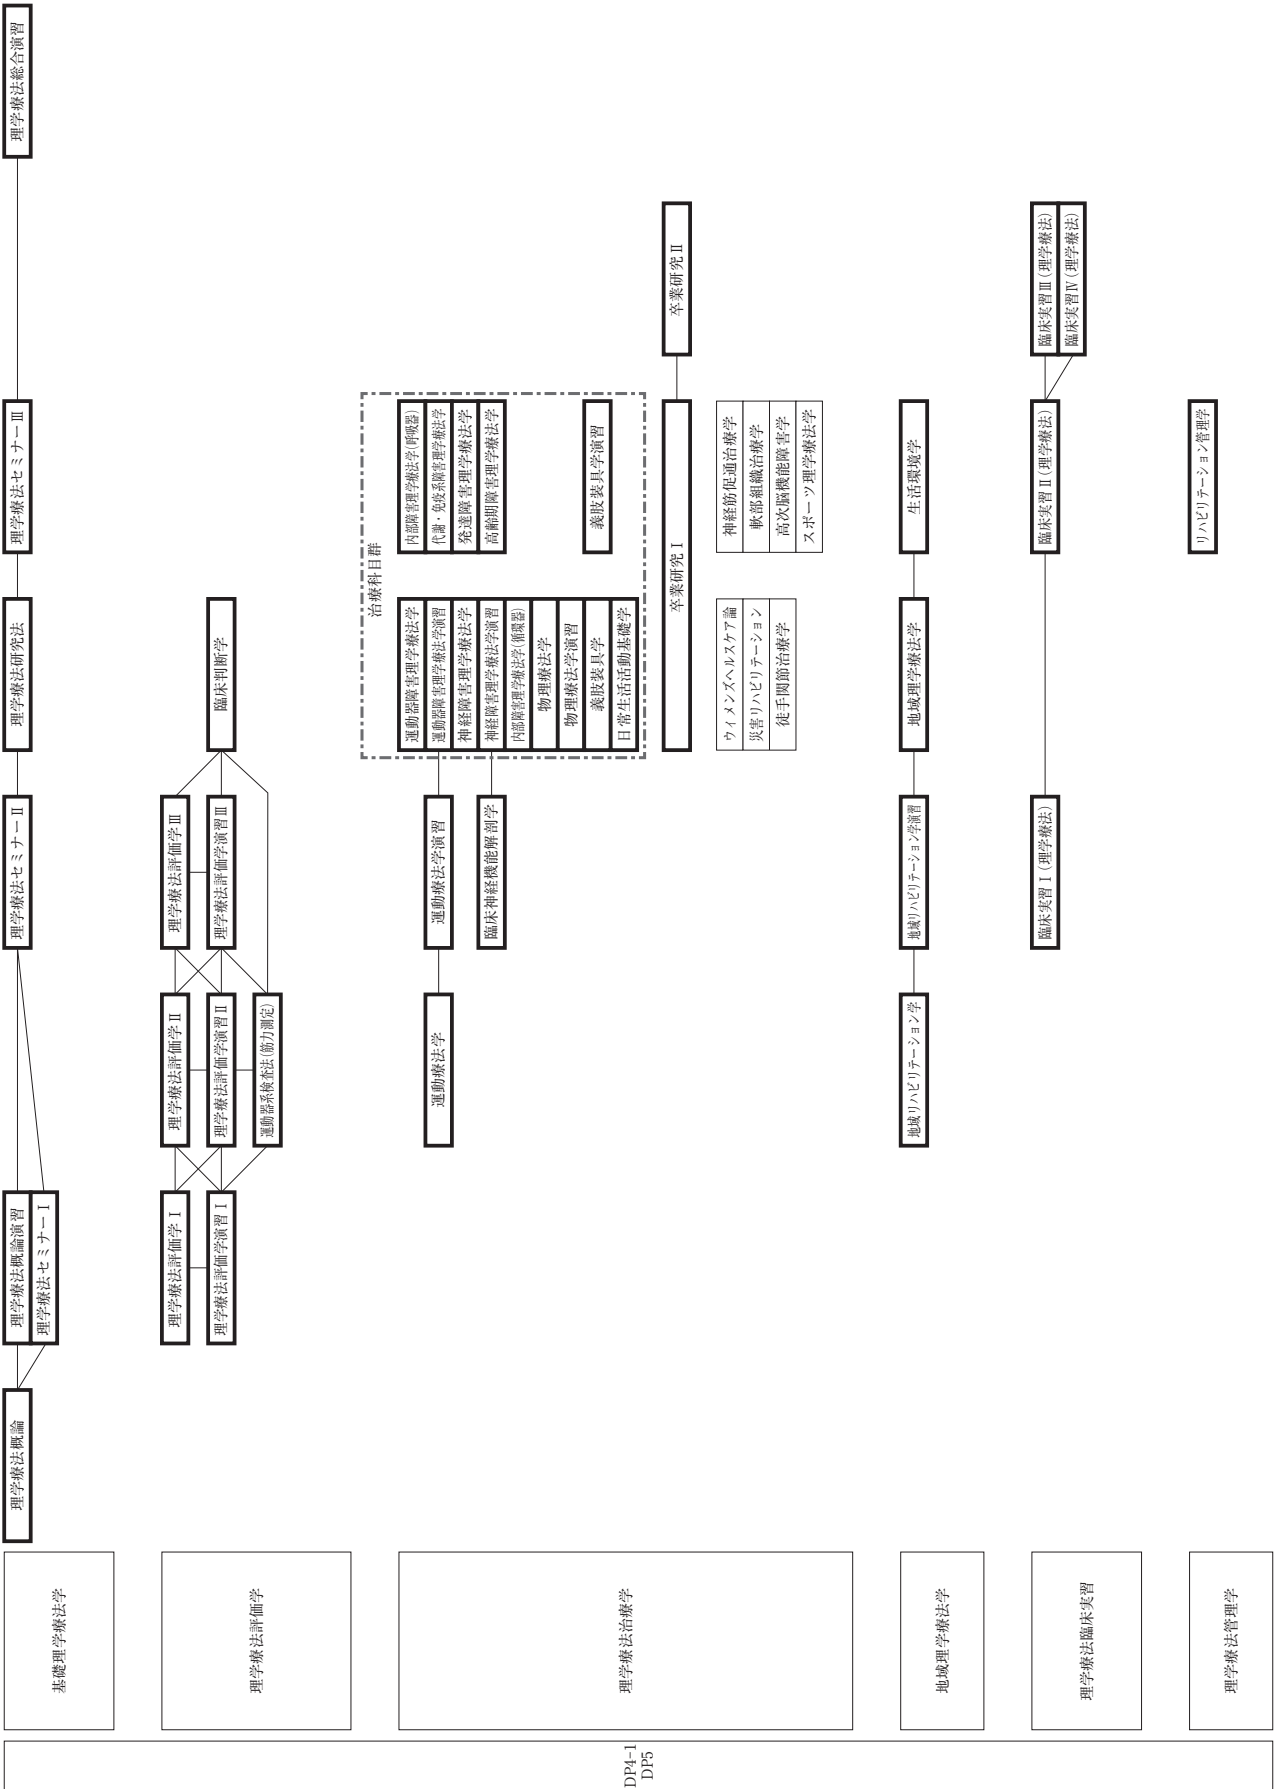 DP4-1
DP5
基礎理学療法学
理学療法概論
理学療法概論演習
理学療法セミナーⅠ
理学療法セミナーⅡ
理学療法研究法
理学療法セミナーⅢ
理学療法総合演習
理学療法評価学
理学療法評価学Ⅰ
理学療法評価学演習Ⅰ
理学療法評価学Ⅱ
理学療法評価学演習Ⅱ
運動器系検査法(筋力測定)
理学療法評価学Ⅲ
理学療法評価学演習Ⅲ
臨床判断学
理学療法治療学
運動療法学
運動療法学演習
臨床神経機能解剖学
治療科目群
運動器障害理学療法学
運動器障害理学療法学演習
神経障害理学療法学
神経障害理学療法学演習
内部障害理学療法学(循環器)
物理療法学
物理療法学演習
義肢装具学
日常生活活動基礎学
内部障害理学療法学(呼吸器)
代謝・免疫系障害理学療法学
発達障害理学療法学
高齢期障害理学療法学
義肢装具学演習
卒業研究Ⅰ
卒業研究Ⅱ
ウィメンズヘルスケア論
災害リハビリテーション
徒手関節治療学
神経筋促通治療学
軟部組織治療学
高次脳機能障害学
スポーツ理学療法学
地域理学療法学
地域リハビリテーション学
地域リハビリテーション学演習
地域理学療法学
生活環境学
理学療法臨床実習
臨床実習Ⅰ(理学療法)
臨床実習Ⅱ(理学療法)
臨床実習Ⅲ(理学療法)
臨床実習Ⅳ(理学療法)
理学療法管理学
リハビリテーション管理学